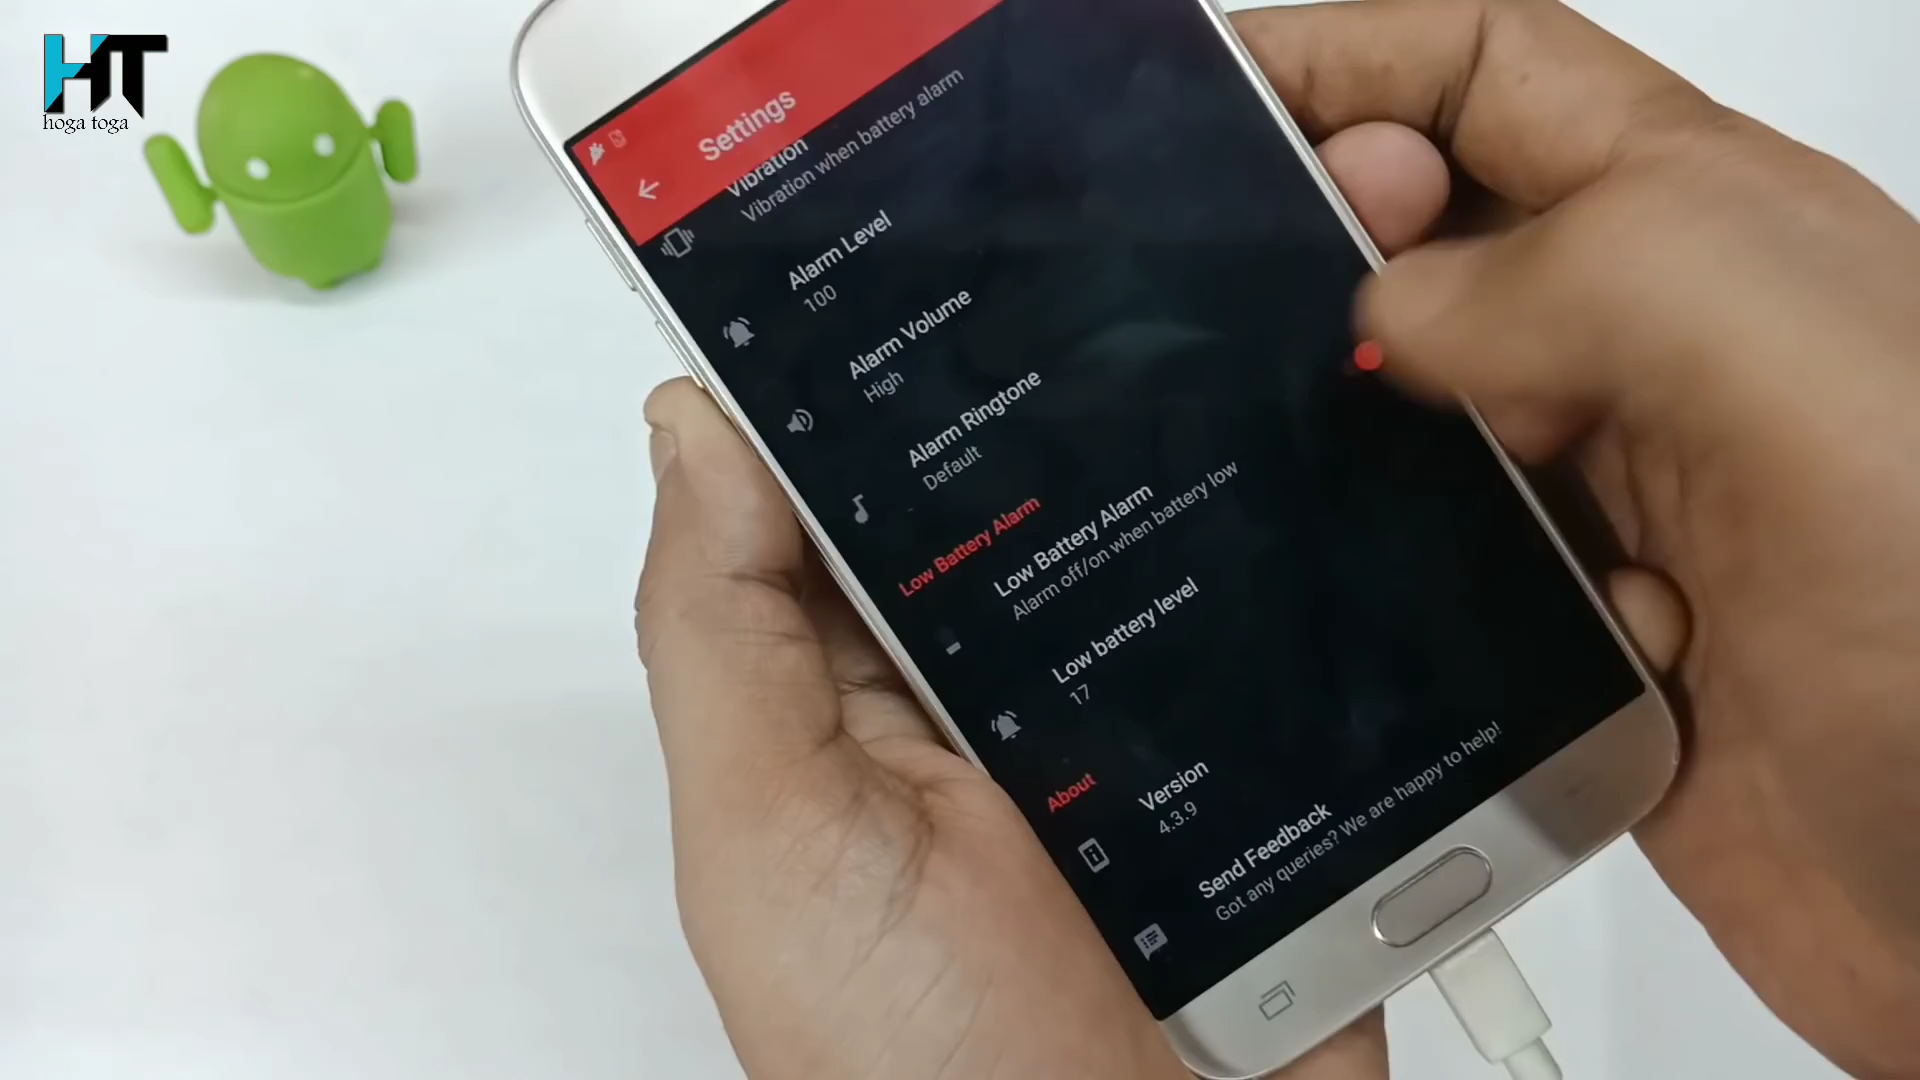 HT
hoga toga
Settings
Vibration
Vibration when battery alarm
Alarm Level
100
Alarm Volume
High
Alarm Ringtone
Default
Low Battery Alarm
Low Battery Alarm
Alarm off/on when battery low
Low battery level
17
About
Version
4.3.9
Send Feedback
Got any queries? We are happy to help!